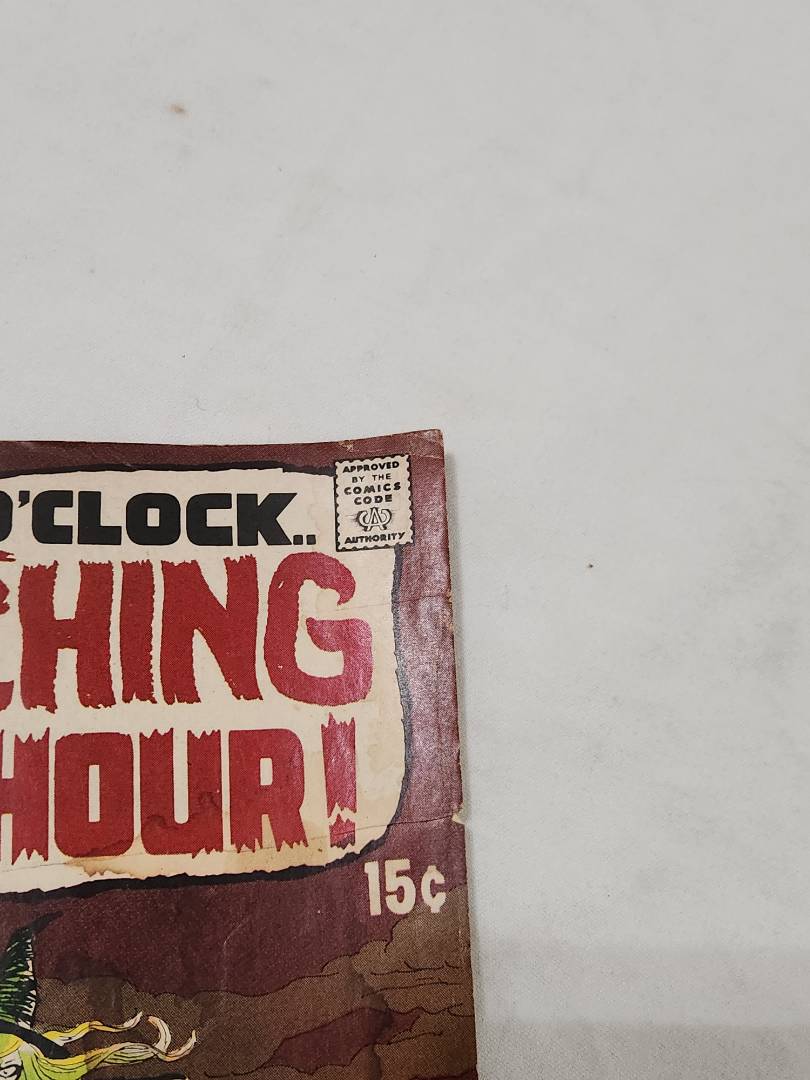 O'CLOCK..
CHING
HOUR!
APPROVED
BY THE
COMICS
CODE
AUTHORITY
15¢